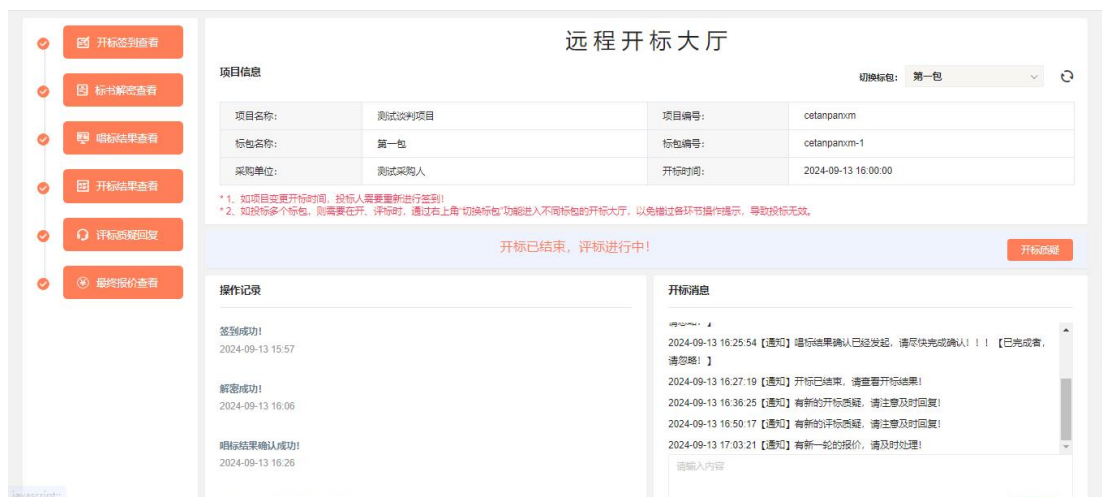 远程开标大厅
开标签到查看
标书解密查看
唱标结果查看
开标结果查看
评标质疑回复
最终报价查看
项目信息
切换标包： 第一包
项目名称： 测试谈判项目 项目编号： cetanpanxm
标包名称： 第一包 标包编号： cetanpanxm-1
采购单位： 测试采购人 开标时间： 2024-09-13 16:00:00
* 1、如项目变更开标时间，投标人需要重新进行签到！
* 2、如投标多个标包，则需要在开、评标时，通过右上角“切换标包”功能进入不同标包的开标大厅，以免错过各环节操作提示，导致投标无效。
开标已结束，评标进行中！
开标质疑
操作记录
签到成功！
2024-09-13 15:57
解密成功！
2024-09-13 16:06
唱标结果确认成功！
2024-09-13 16:26
开标消息
2024-09-13 16:25:54【通知】唱标结果确认已经发起，请尽快完成确认！！！【已完成者，
请忽略！】
2024-09-13 16:27:19【通知】开标已结束，请查看开标结果！
2024-09-13 16:36:25【通知】有新的开标质疑，请注意及时回复！
2024-09-13 16:50:17【通知】有新的评标质疑，请注意及时回复！
2024-09-13 17:03:21【通知】有新一轮的报价，请及时处理！
请输入内容